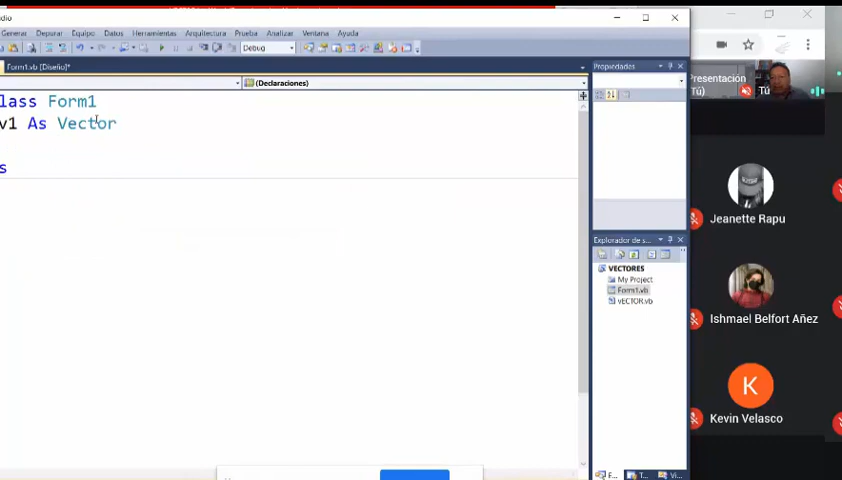 dio
Generar Depurar Equipo Datos Herramientas Arquitectura Prueba Analizar Ventana Ayuda
Debug
Form1.vb [Diseño]*
(Declaraciones)
lass Form1
v1 As Vector
s
Propiedades
Explorador de s...
VECTORES
My Project
Form1.vb
vECTOR.vb
F...
T...
Vi...
Presentación
Tú)
Tú
Jeanette Rapu
Ishmael Belfort Añez
K
Kevin Velasco